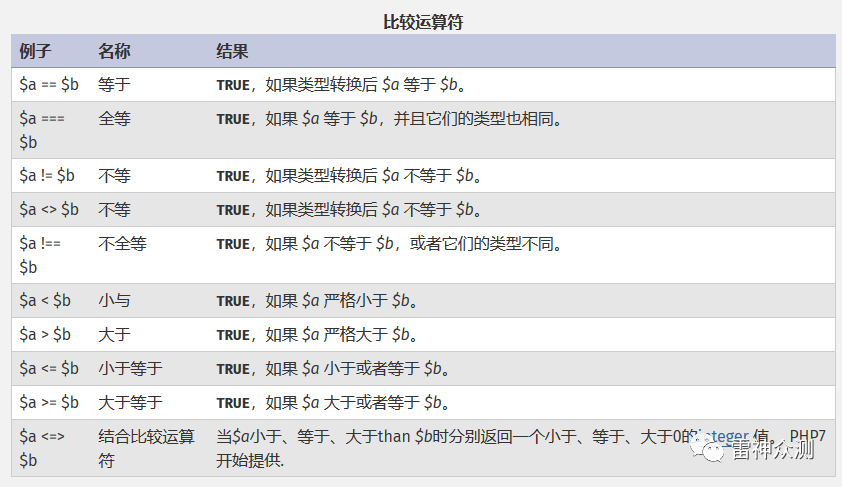 比较运算符
例子 名称 结果
$a == $b 等于 TRUE，如果类型转换后 $a 等于 $b。
$a === 全等 TRUE，如果 $a 等于 $b，并且它们的类型也相同。
$b
$a != $b 不等 TRUE，如果类型转换后 $a 不等于 $b。
$a <> $b 不等 TRUE，如果类型转换后 $a 不等于 $b。
$a !== 不全等 TRUE，如果 $a 不等于 $b，或者它们的类型不同。
$b
$a < $b 小与 TRUE，如果 $a 严格小于 $b。
$a > $b 大于 TRUE，如果 $a 严格大于 $b。
$a <= $b 小于等于 TRUE，如果 $a 小于或者等于 $b。
$a >= $b 大于等于 TRUE，如果 $a 大于或者等于 $b。
$a <=> 结合比较运算 当$a小于、等于、大于than $b时分别返回一个小于、等于、大于0的integer 值。 PHP7
$b 符 开始提供.
雷神众测